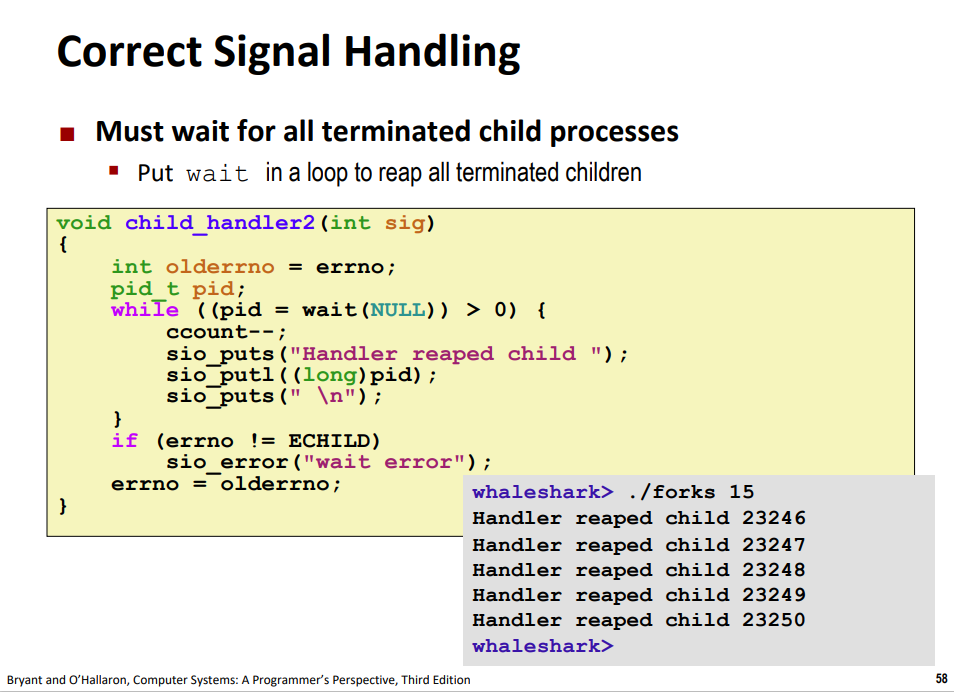 Correct Signal Handling
Must wait for all terminated child processes
Put wait in a loop to reap all terminated children
void child_handler2(int sig)
{
    int olderrno = errno;
    pid_t pid;
    while ((pid = wait(NULL)) > 0) {
        ccount--;
        sio_puts("Handler reaped child ");
        sio_putl((long)pid);
        sio_puts(" \n");
    }
    if (errno != ECHILD)
        sio_error("wait error");
    errno = olderrno;
}
whaleshark> ./forks 15
Handler reaped child 23246
Handler reaped child 23247
Handler reaped child 23248
Handler reaped child 23249
Handler reaped child 23250
whaleshark>
Bryant and O’Hallaron, Computer Systems: A Programmer’s Perspective, Third Edition
58